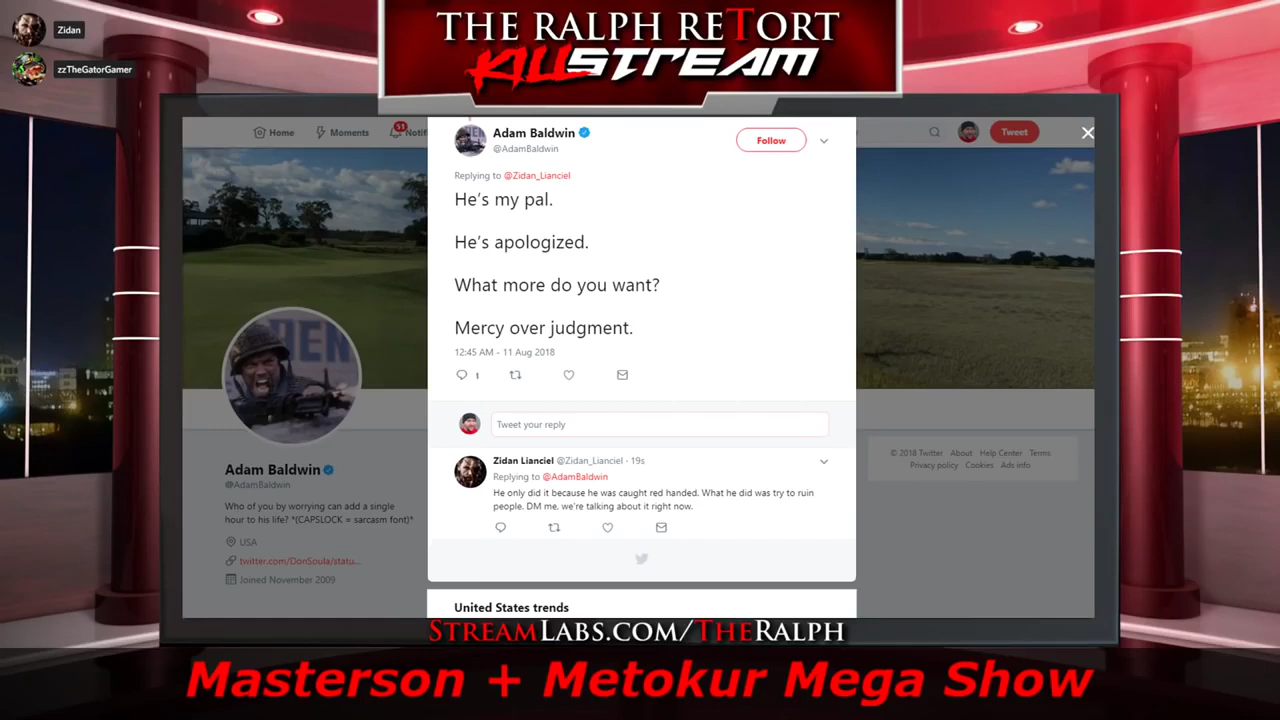 Zidan
zzTheGatorGamer
THE RALPH RETORT
KILLSTREAM
Home
Moments
51
Notif
Tweet
Adam Baldwin
@AdamBaldwin
Follow
Replying to @Zidan_Lianciel
He's my pal.
He's apologized.
What more do you want?
Mercy over judgment.
12:45 AM - 11 Aug 2018
1
Tweet your reply
Zidan Lianciel @Zidan_Lianciel · 19s
Replying to @AdamBaldwin
He only did it because he was caught red handed. What he did was try to ruin
people. DM me, we're talking about it right now.
United States trends
Adam Baldwin
@AdamBaldwin
Who of you by worrying can add a single
hour to his life? *(CAPSLOCK = sarcasm font)*
USA
twitter.com/DonSoula/statu...
Joined November 2009
© 2018 Twitter About Help Center Terms
Privacy policy Cookies Ads info
STREAMLABS.COM/THERALPH
Masterson + Metokur Mega Show